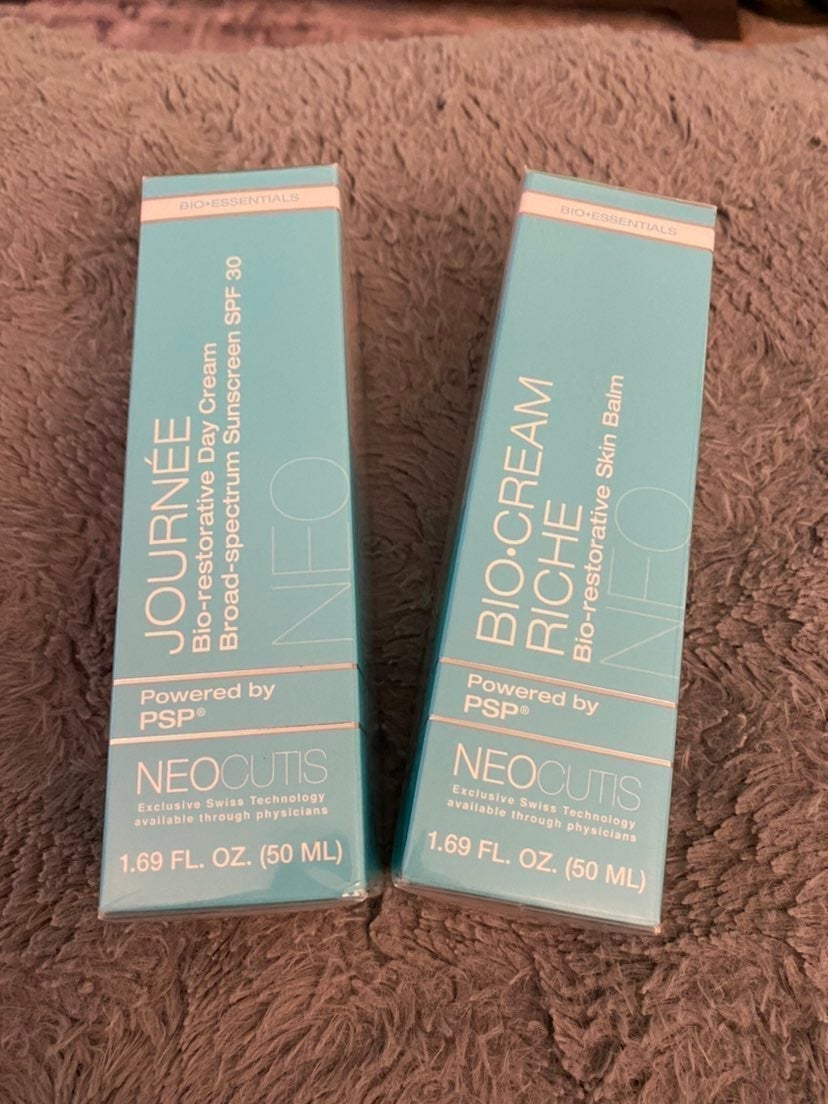 BIO•ESSENTIALS
JOURNÉE
Bio-restorative Day Cream
Broad-spectrum Sunscreen SPF 30
NEO
Powered by
PSP®
NEOCUTIS
Exclusive Swiss Technology
available through physicians
1.69 FL. OZ. (50 ML)
BIO•ESSENTIALS
BIO•CREAM
RICHE
Bio-restorative Skin Balm
NEO
Powered by
PSP®
NEOCUTIS
Exclusive Swiss Technology
available through physicians
1.69 FL. OZ. (50 ML)